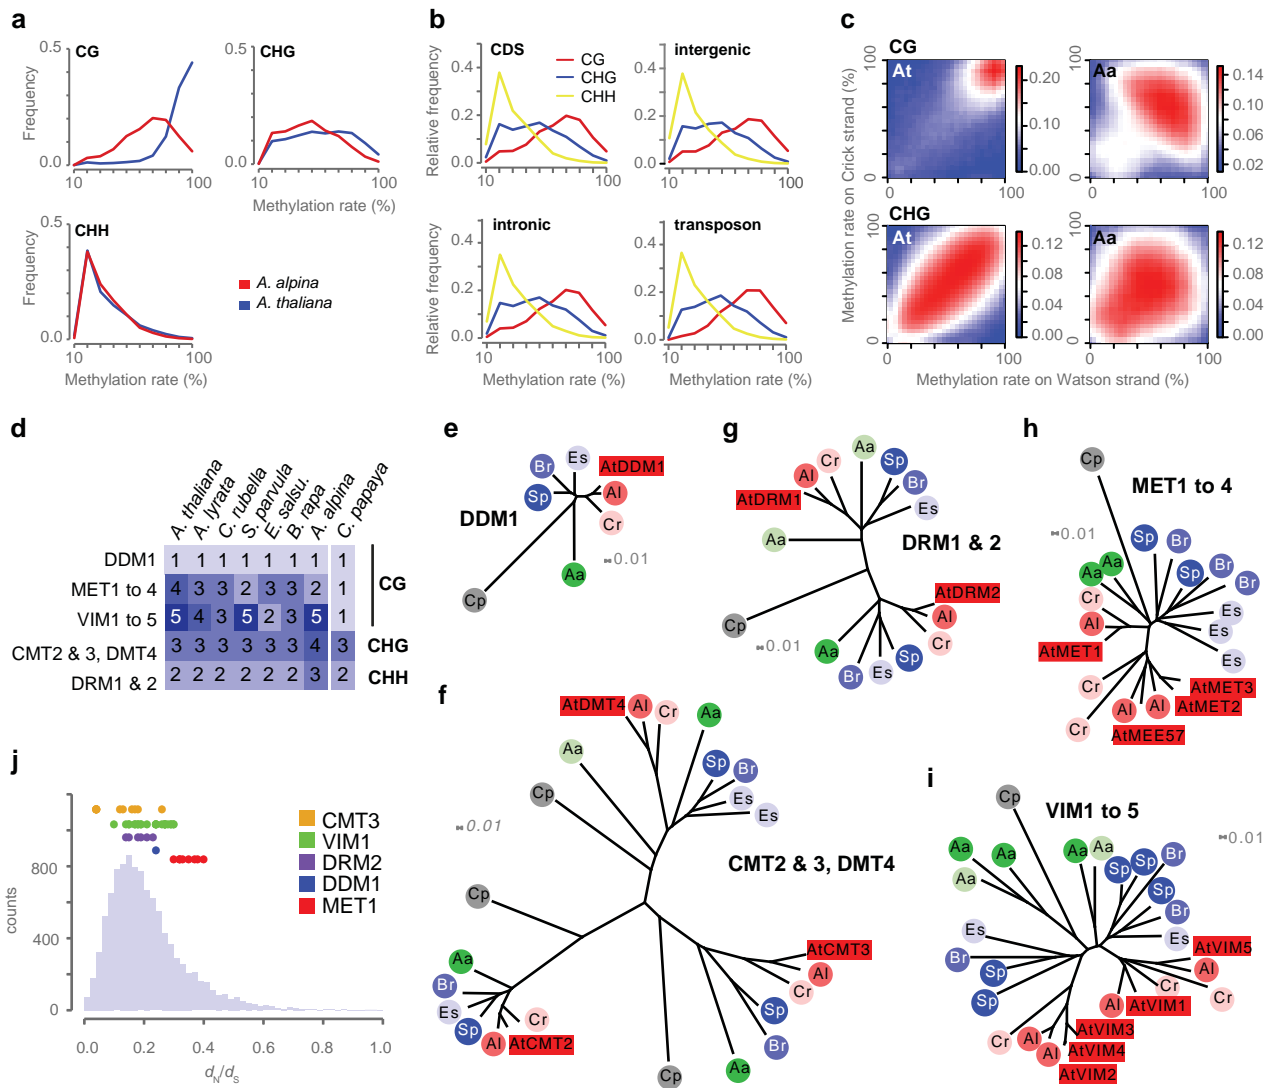 a
CG
0.5
Frequency
0.0
10
100
CHG
0.5
0.0
10
100
Methylation rate (%)
CHH
0.5
Frequency
0.0
10
100
Methylation rate (%)
A. alpina
A. thaliana
b
CDS
Relative frequency
0.4
0.2
0.0
10
100
CG
CHG
CHH
intergenic
0.4
0.2
0.0
10
100
intronic
Relative frequency
0.4
0.2
0.0
10
100
Methylation rate (%)
transposon
0.4
0.2
0.0
10
100
Methylation rate (%)
c
Methylation rate on Crick strand (%)
CG
At
100
0
0
100
0.20
0.10
0.00
Aa
100
0
0
100
0.14
0.10
0.06
0.02
CHG
At
100
0
0
100
0.12
0.08
0.04
0.00
Aa
100
0
0
100
0.12
0.08
0.04
0.00
Methylation rate on Watson strand (%)
d
A. thaliana
A. lyrata
C. rubella
S. parvula
E. salsu.
B. rapa
A. alpina
C. papaya
DDM1 1 1 1 1 1 1 1 1
MET1 to 4 4 3 3 2 3 3 2 1
VIM1 to 5 5 4 3 5 2 3 5 1
CG
CMT2 & 3, DMT4 3 3 3 3 3 3 4 3 CHG
DRM1 & 2 2 2 2 2 2 2 3 2 CHH
e
Br
Es
AtDDM1
Sp
Al
Cr
DDM1
0.01
Aa
Cp
f
AtDMT4
Al
Cr
Aa
Aa
Sp
Br
Cp
Es
Es
0.01
CMT2 & 3, DMT4
Cp
Aa
Br
Es
Sp
Al
AtCMT2
Cr
AtCMT3
Al
Cr
Sp
Br
Aa
Cp
g
Aa
Cr
Sp
Al
Br
AtDRM1
Es
Aa
DRM1 & 2
AtDRM2
Al
Cp
0.01
Cr
Aa
Sp
Br
Es
h
Cp
MET1 to 4
0.01
Sp
Br
Aa
Aa
Sp
Br
Br
Cr
Es
Al
Es
AtMET1
Es
Cr
AtMET3
AtMET2
Al
Al
Cr
AtMEE57
i
Cp
VIM1 to 5
0.01
Aa
Aa
Aa
Aa
Aa
Sp
Sp
Br
Sp
Br
Es
Es
AtVIM5
Br
Al
Sp
Cr
Cr
Sp
AtVIM1
Al
Cr
Al
AtVIM3
Al
AtVIM4
AtVIM2
j
CMT3
VIM1
DRM2
DDM1
MET1
counts
800
400
0
0.0
0.2
0.4
0.6
0.8
1.0
dN/dS